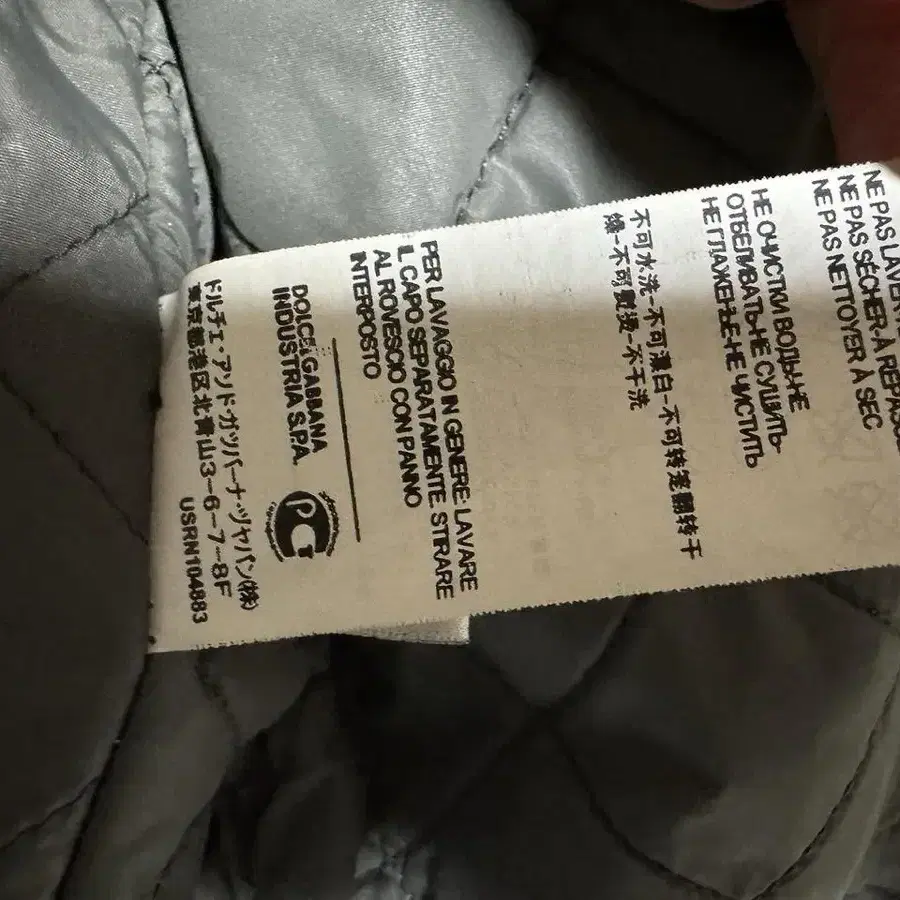 NE PAS LAVER
NE PAS SÉCHER-À REPAS
NE PAS NETTOYER À SEC
НЕ ОЧИСТКИ ВОДЫ-НЕ
ОТБЕЛИВАТЬ-НЕ СУШИТЬ-
НЕ ГЛАЖЕНЬЕ-НЕ ЧИСТИТЬ
不可水洗-不可漂白-不可转笼翻转干
燥-不可熨烫-不干洗
PER LAVAGGIO IN GENERE: LAVARE
IL CAPO SEPARATAMENTE. STIRARE
AL ROVESCIO CON PANNO
INTERPOSTO
DOLCE&GABBANA
INDUSTRIA S.P.A.
PCT
ドルチェ・アンド・ガッバーナ・ジャパン(株)
東京都港区北青山3-6-7-8F
USRN104883